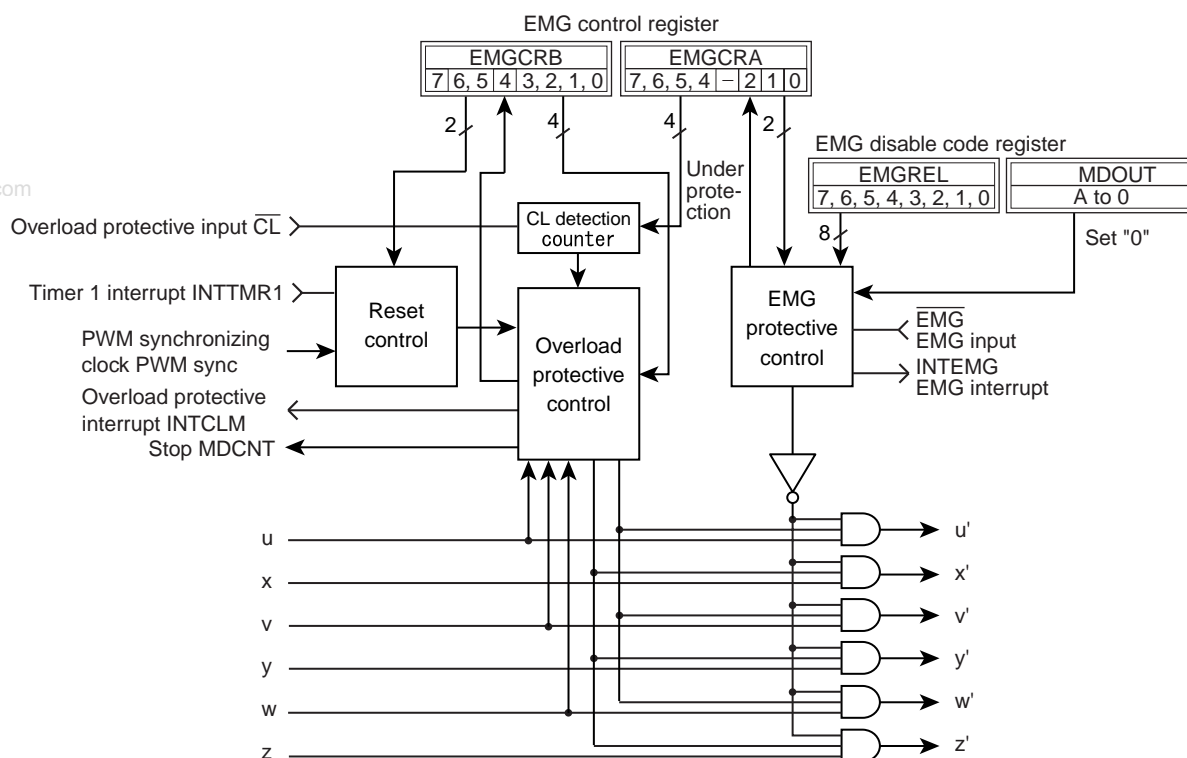 EMG control register
EMGCRB
7 6, 5 4 3, 2, 1, 0
EMGCRA
7, 6, 5, 4 – 2 1 0
2
4
4
2
EMG disable code register
EMGREL
7, 6, 5, 4, 3, 2, 1, 0
MDOUT
A to 0
com
Under
prote-
ction
8
Set "0"
Overload protective input CL
CL detection
counter
Timer 1 interrupt INTTMR1
Reset
control
PWM synchronizing
clock PWM sync
Overload
protective
control
EMG
protective
control
EMG
EMG input
INTEMG
EMG interrupt
Overload protective
interrupt INTCLM
Stop MDCNT
u
u'
x
x'
v
v'
y
y'
w
w'
z
z'